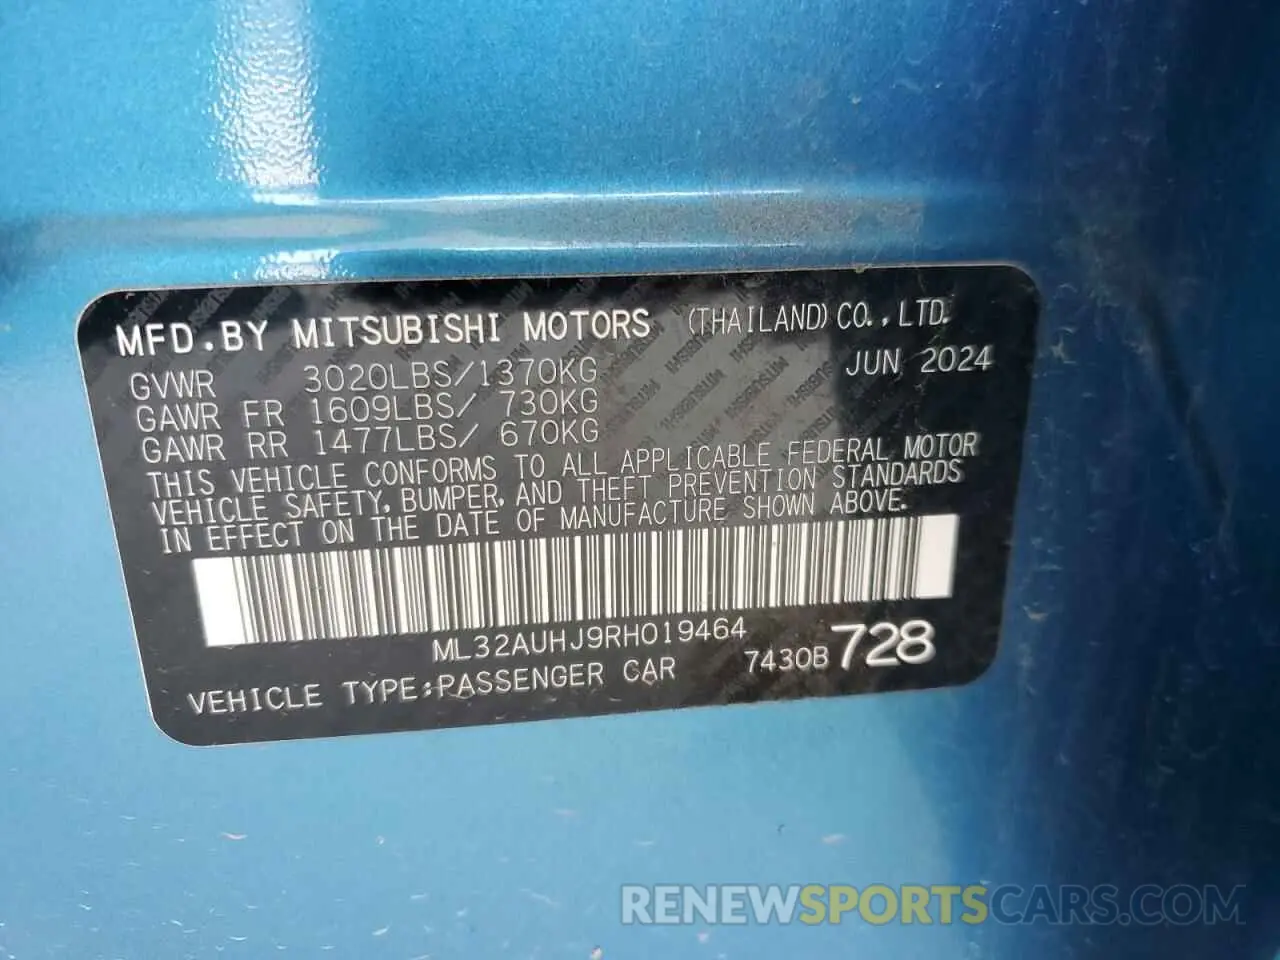 MFD.BY MITSUBISHI MOTORS (THAILAND) CO.,LTD.
GVWR 3020LBS/1370KG JUN 2024
GAWR FR 1609LBS/ 730KG
GAWR RR 1477LBS/ 670KG
THIS VEHICLE CONFORMS TO ALL APPLICABLE FEDERAL MOTOR
VEHICLE SAFETY, BUMPER, AND THEFT PREVENTION STANDARDS
IN EFFECT ON THE DATE OF MANUFACTURE SHOWN ABOVE.
ML32AUHJ9RH019464
VEHICLE TYPE:PASSENGER CAR 7430B 728
RENEWSPORTSCARS.COM